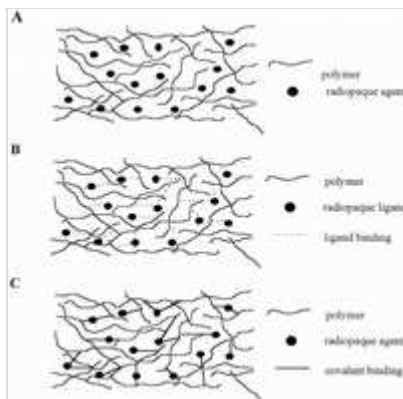 A
polymer
radiopaque agent
B
polymer
radiopaque ligand
ligand binding
C
polymer
radiopaque agent
covalent binding